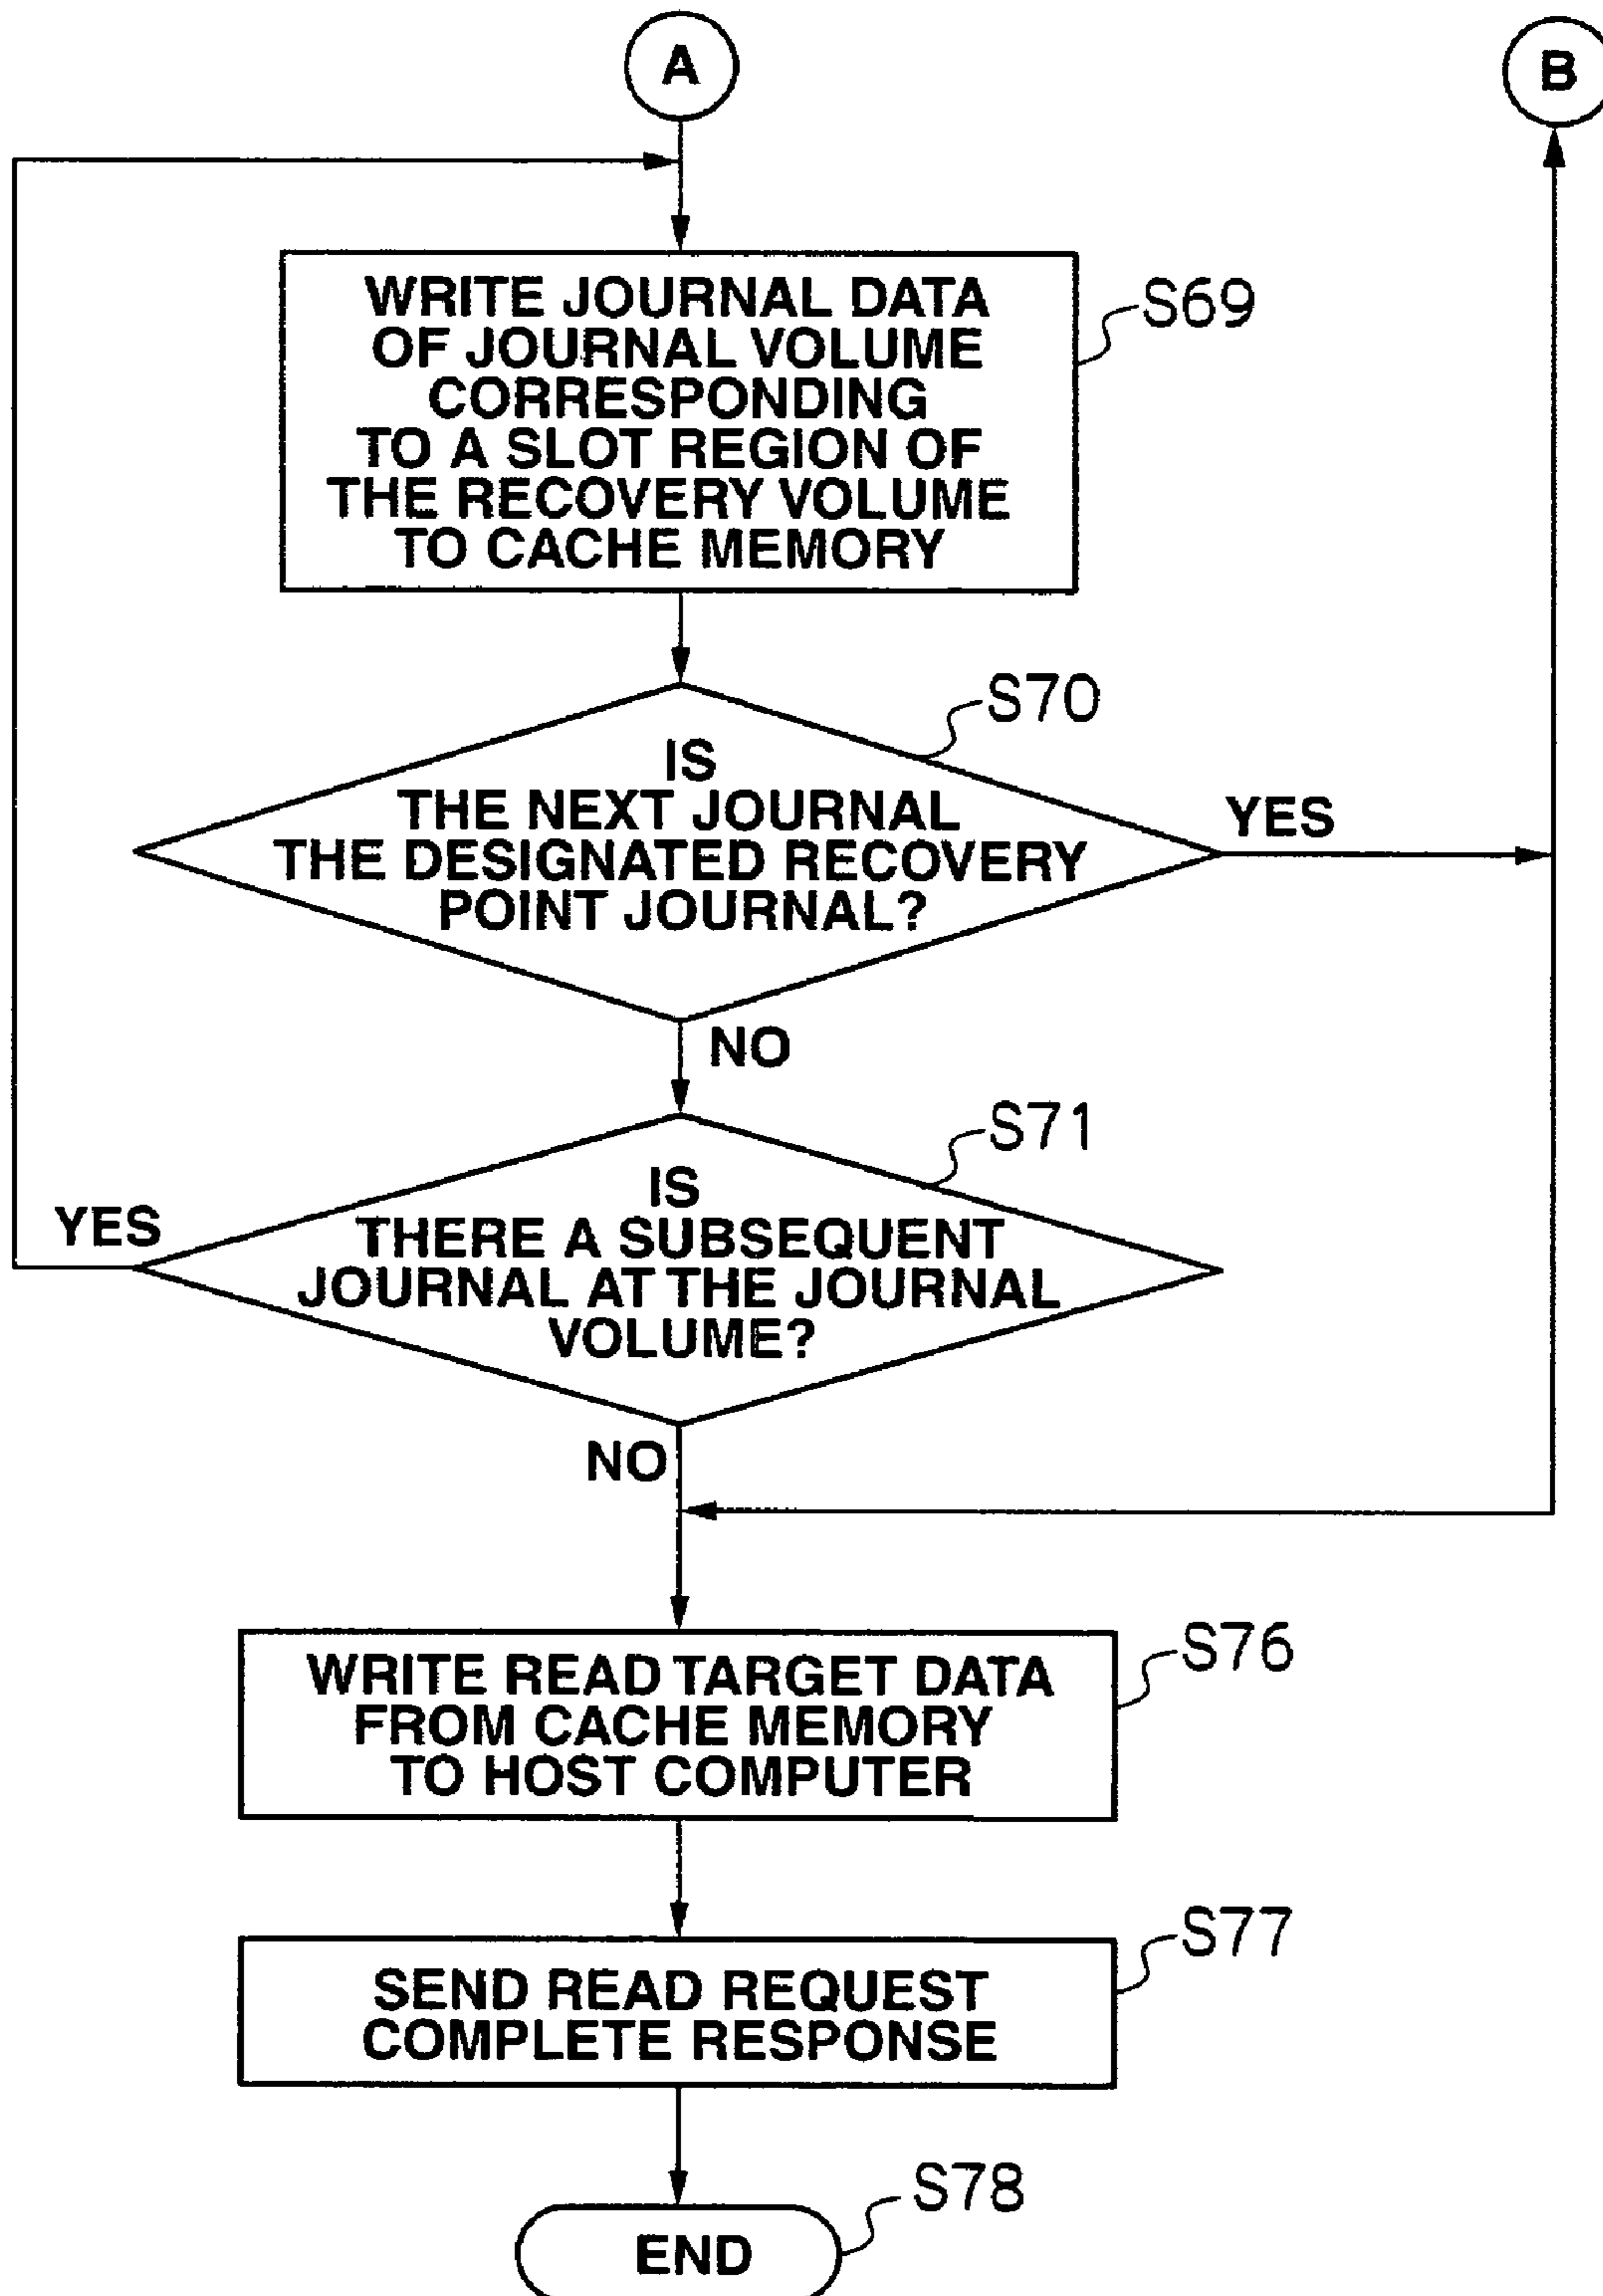 A
B
WRITE JOURNAL DATA
OF JOURNAL VOLUME
CORRESPONDING
TO A SLOT REGION OF
THE RECOVERY VOLUME
TO CACHE MEMORY
S69
S70
IS
THE NEXT JOURNAL
THE DESIGNATED RECOVERY
POINT JOURNAL?
YES
NO
S71
IS
THERE A SUBSEQUENT
JOURNAL AT THE JOURNAL
VOLUME?
YES
NO
S76
WRITE READ TARGET DATA
FROM CACHE MEMORY
TO HOST COMPUTER
S77
SEND READ REQUEST
COMPLETE RESPONSE
S78
END